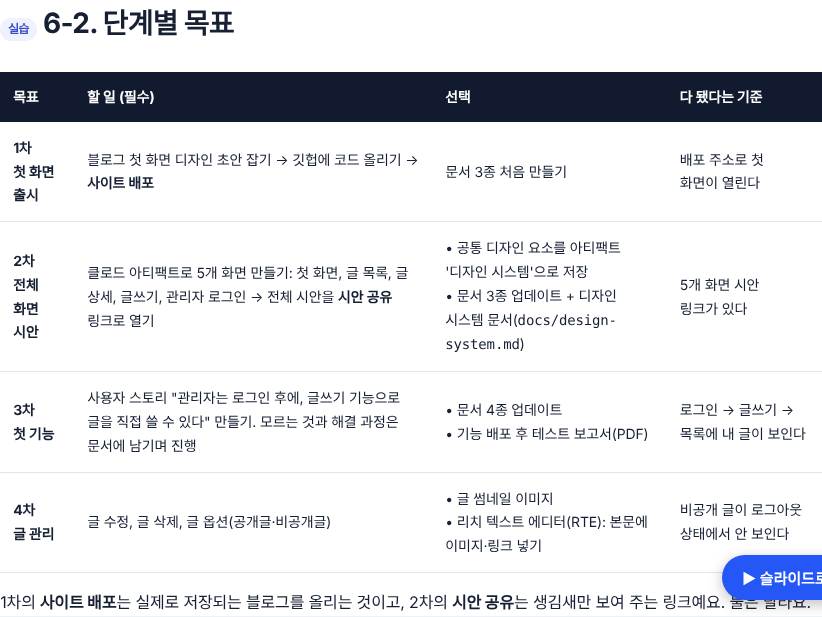 실습 6-2. 단계별 목표
목표 할 일 (필수) 선택 다 됐다는 기준
1차
첫 화면
출시
블로그 첫 화면 디자인 초안 잡기 → 깃헙에 코드 올리기 →
사이트 배포
문서 3종 처음 만들기
배포 주소로 첫
화면이 열린다
2차
전체
화면
시안
클로드 아티팩트로 5개 화면 만들기: 첫 화면, 글 목록, 글
상세, 글쓰기, 관리자 로그인 → 전체 시안을 시안 공유
링크로 열기
• 공통 디자인 요소를 아티팩트
'디자인 시스템'으로 저장
• 문서 3종 업데이트 + 디자인
시스템 문서(docs/design-
system.md)
5개 화면 시안
링크가 있다
3차
첫 기능
사용자 스토리 "관리자는 로그인 후에, 글쓰기 기능으로
글을 직접 쓸 수 있다" 만들기. 모르는 것과 해결 과정은
문서에 남기며 진행
• 문서 4종 업데이트
• 기능 배포 후 테스트 보고서(PDF)
로그인 → 글쓰기 →
목록에 내 글이 보인다
4차
글 관리
글 수정, 글 삭제, 글 옵션(공개글·비공개글)
• 글 썸네일 이미지
• 리치 텍스트 에디터(RTE): 본문에
이미지·링크 넣기
비공개 글이 로그아웃
상태에서 안 보인다
▶ 슬라이드로
1차의 사이트 배포는 실제로 저장되는 블로그를 올리는 것이고, 2차의 시안 공유는 생김새만 보여 주는 링크예요.